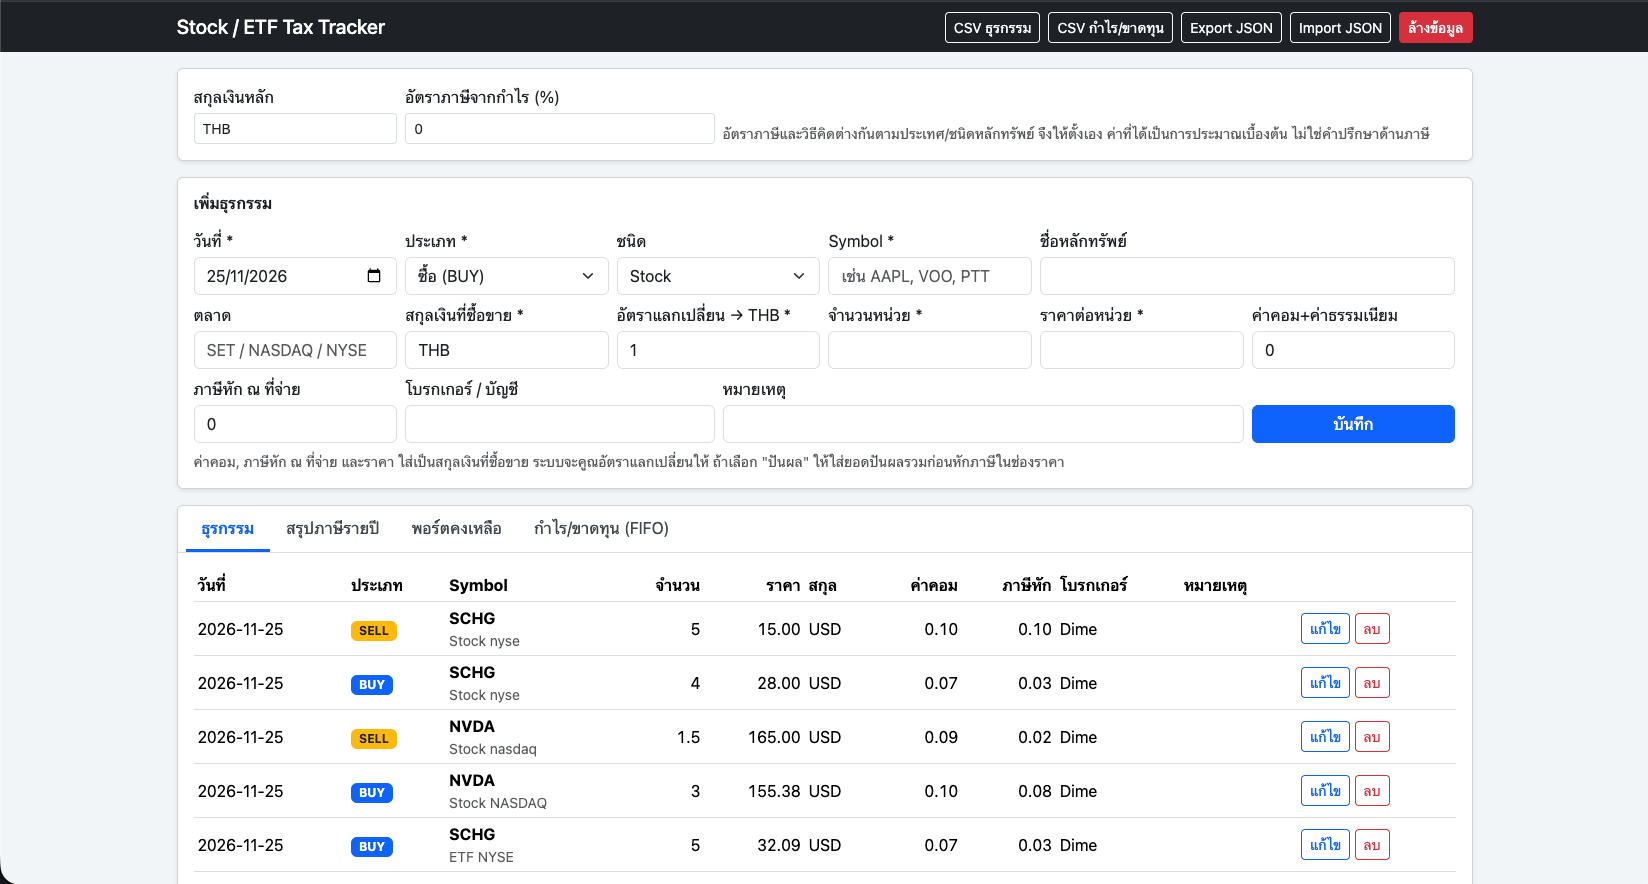 Stock / ETF Tax Tracker
CSV ธุรกรรม
CSV กำไร/ขาดทุน
Export JSON
Import JSON
ล้างข้อมูล
สกุลเงินหลัก
อัตราภาษีจากกำไร (%)
THB
0
อัตราภาษีและวิธีคิดต่างกันตามประเทศ/ชนิดหลักทรัพย์ จึงให้ตั้งเอง ค่าที่ได้เป็นการประมาณเบื้องต้น ไม่ใช่คำปรึกษาด้านภาษี
เพิ่มธุรกรรม
วันที่ *
ประเภท *
ชนิด
Symbol *
ชื่อหลักทรัพย์
25/11/2026
ซื้อ (BUY)
Stock
เช่น AAPL, VOO, PTT
ตลาด
สกุลเงินที่ซื้อขาย *
อัตราแลกเปลี่ยน → THB *
จำนวนหน่วย *
ราคาต่อหน่วย *
ค่าคอม+ค่าธรรมเนียม
SET / NASDAQ / NYSE
THB
1
0
ภาษีหัก ณ ที่จ่าย
โบรกเกอร์ / บัญชี
หมายเหตุ
0
บันทึก
ค่าคอม, ภาษีหัก ณ ที่จ่าย และราคา ใส่เป็นสกุลเงินที่ซื้อขาย ระบบจะคูณอัตราแลกเปลี่ยนให้ ถ้าเลือก "ปันผล" ให้ใส่ยอดปันผลรวมก่อนหักภาษีในช่องราคา
ธุรกรรม
สรุปภาษีรายปี
พอร์ตคงเหลือ
กำไร/ขาดทุน (FIFO)
วันที่ ประเภท Symbol จำนวน ราคา สกุล ค่าคอม ภาษีหัก โบรกเกอร์ หมายเหตุ
2026-11-25 SELL SCHG 5 15.00 USD 0.10 0.10 Dime แก้ไข ลบ
Stock nyse
2026-11-25 BUY SCHG 4 28.00 USD 0.07 0.03 Dime แก้ไข ลบ
Stock nyse
2026-11-25 SELL NVDA 1.5 165.00 USD 0.09 0.02 Dime แก้ไข ลบ
Stock nasdaq
2026-11-25 BUY NVDA 3 155.38 USD 0.10 0.08 Dime แก้ไข ลบ
Stock NASDAQ
2026-11-25 BUY SCHG 5 32.09 USD 0.07 0.03 Dime แก้ไข ลบ
ETF NYSE